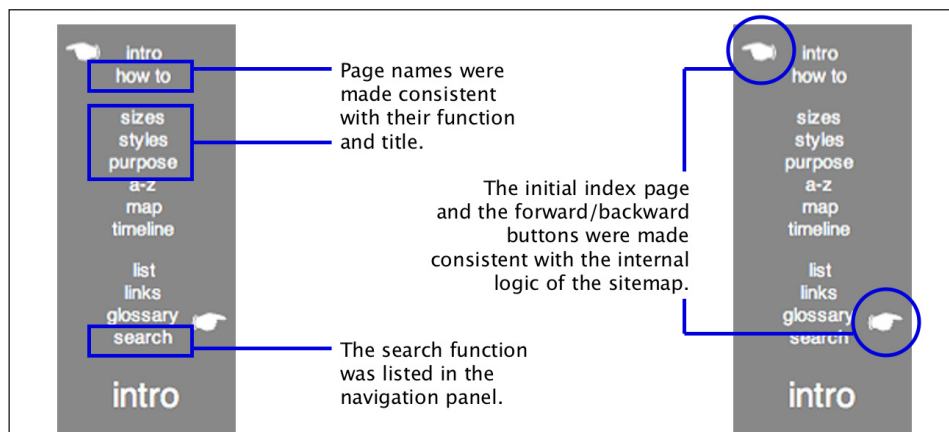 intro
how to
sizes
styles
purpose
a-z
map
timeline
list
links
glossary
search
intro
Page names were
made consistent
with their function
and title.
The search function
was listed in the
navigation panel.
The initial index page
and the forward/backward
buttons were made
consistent with the internal
logic of the sitemap.
intro
how to
sizes
styles
purpose
a-z
map
timeline
list
links
glossary
search
intro